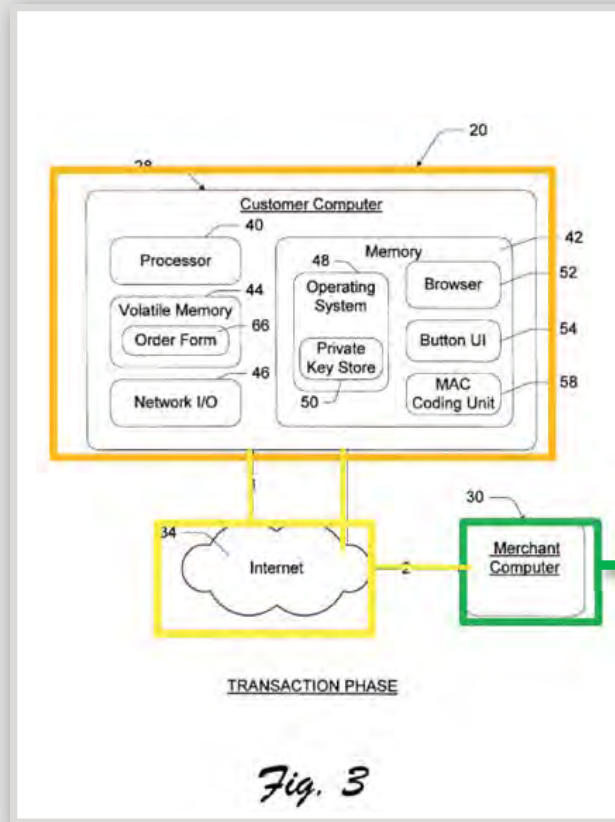 20
28
Customer Computer
40
Processor
44
Volatile Memory
66
Order Form
46
Network I/O
Memory
42
48
Operating
System
Private
Key Store
50
52
Browser
54
Button UI
58
MAC
Coding Unit
34
Internet
2
30
Merchant
Computer
TRANSACTION PHASE
Fig. 3